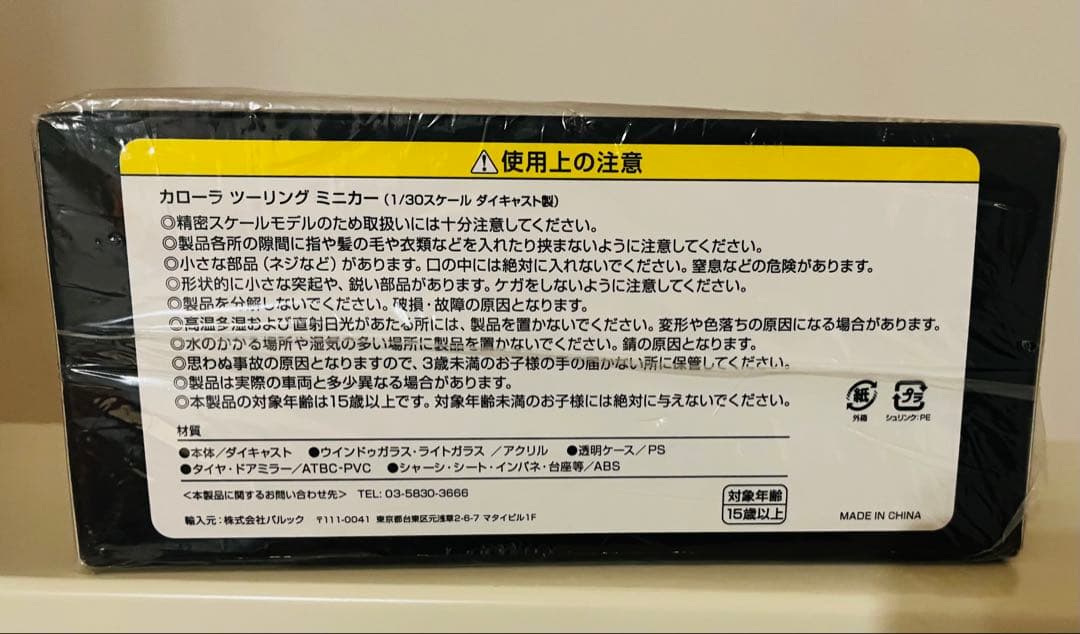 ⚠使用上の注意
カローラ ツーリング ミニカー(1/30スケール ダイキャスト製)
◎精密スケールモデルのため取扱いには十分注意してください。
◎製品各所の隙間に指や髪の毛や衣類などを入れたり挟まないように注意してください。
◎小さな部品(ネジなど)があります。口の中には絶対に入れないでください。窒息などの危険があります。
◎形状的に小さな突起や、鋭い部品があります。ケガをしないように注意してください。
◎製品を分解しないでください。破損・故障の原因となります。
◎高温多湿および直射日光があたる所には、製品を置かないでください。変形や色落ちの原因になる場合があります。
◎水のかかる場所や湿気の多い場所に製品を置かないでください。錆の原因となります。
◎思わぬ事故の原因となりますので、3歳未満のお子様の手の届かない所に保管してください。
◎製品は実際の車両と多少異なる場合があります。
◎本製品の対象年齢は15歳以上です。対象年齢未満のお子様には絶対に与えないでください。
紙
外箱
プラ
シュリンク:PE
材質
●本体/ダイキャスト ●ウインドゥガラス・ライトガラス /アクリル ●透明ケース/PS
●タイヤ・ドアミラー/ATBC-PVC ●シャーシ・シート・インパネ・台座等/ABS
<本製品に関するお問い合わせ先> TEL: 03-5830-3666
輸入元:株式会社バルック 〒111-0041 東京都台東区元浅草2-6-7 マタイビル1F
対象年齢
15歳以上
MADE IN CHINA